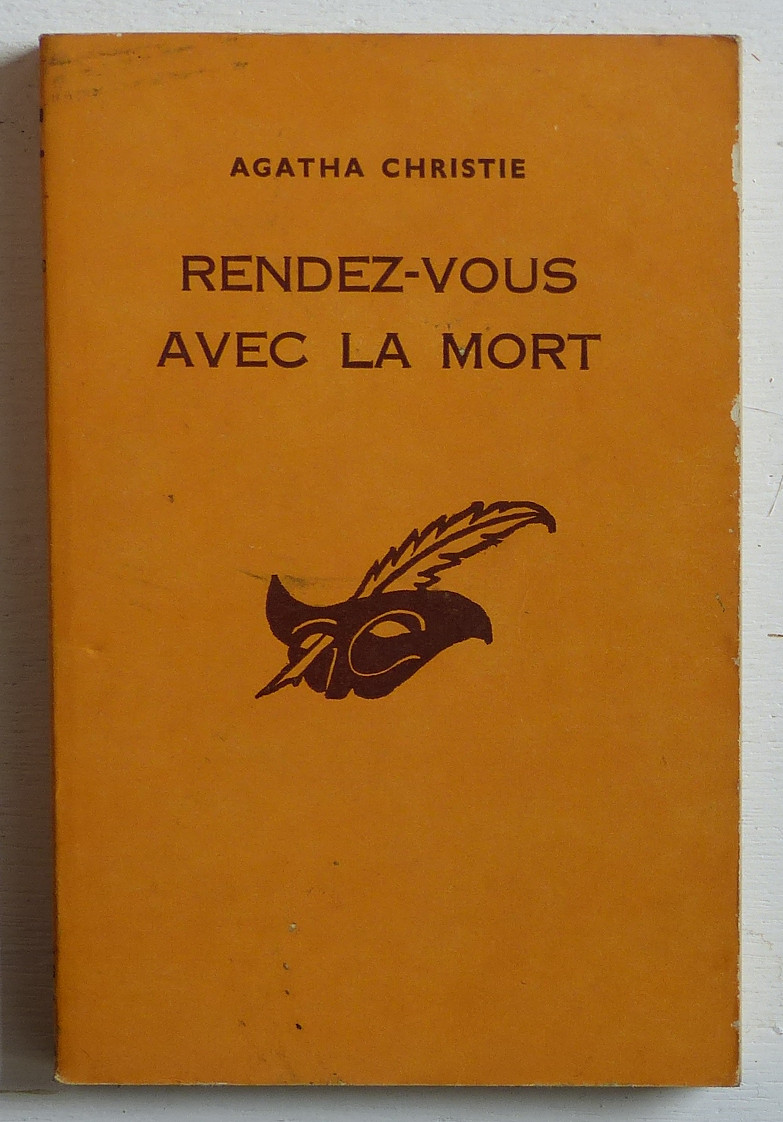 AGATHA CHRISTIE
RENDEZ-VOUS
AVEC LA MORT